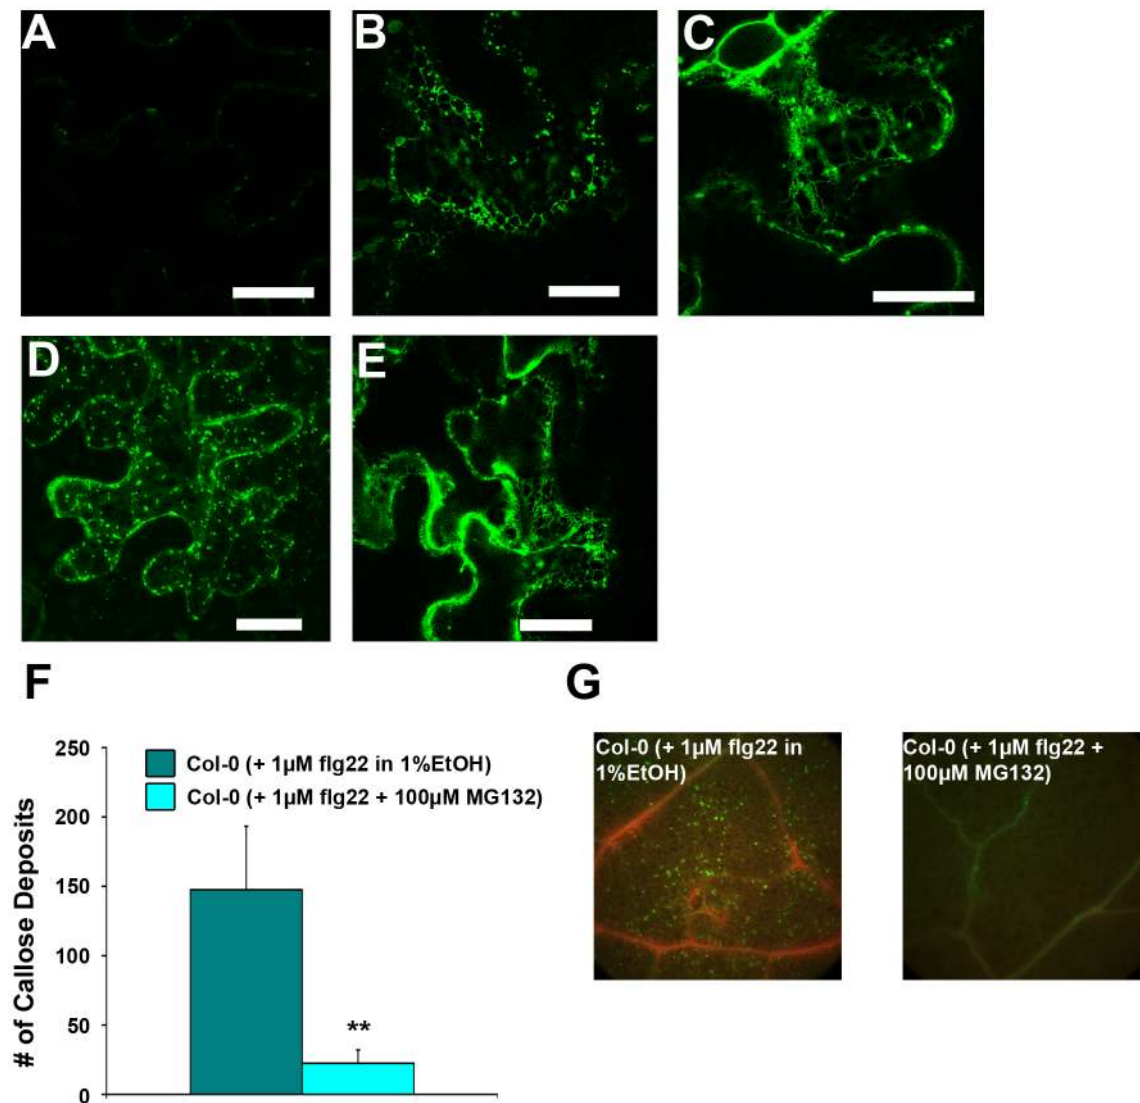 A
B
C
D
E
F
G
# of Callose Deposits
250
200
150
100
50
0
Col-0 (+ 1µM flg22 in 1%EtOH)
Col-0 (+ 1µM flg22 + 100µM MG132)
**
Col-0 (+ 1µM flg22 in
1%EtOH)
Col-0 (+ 1µM flg22 +
100µM MG132)